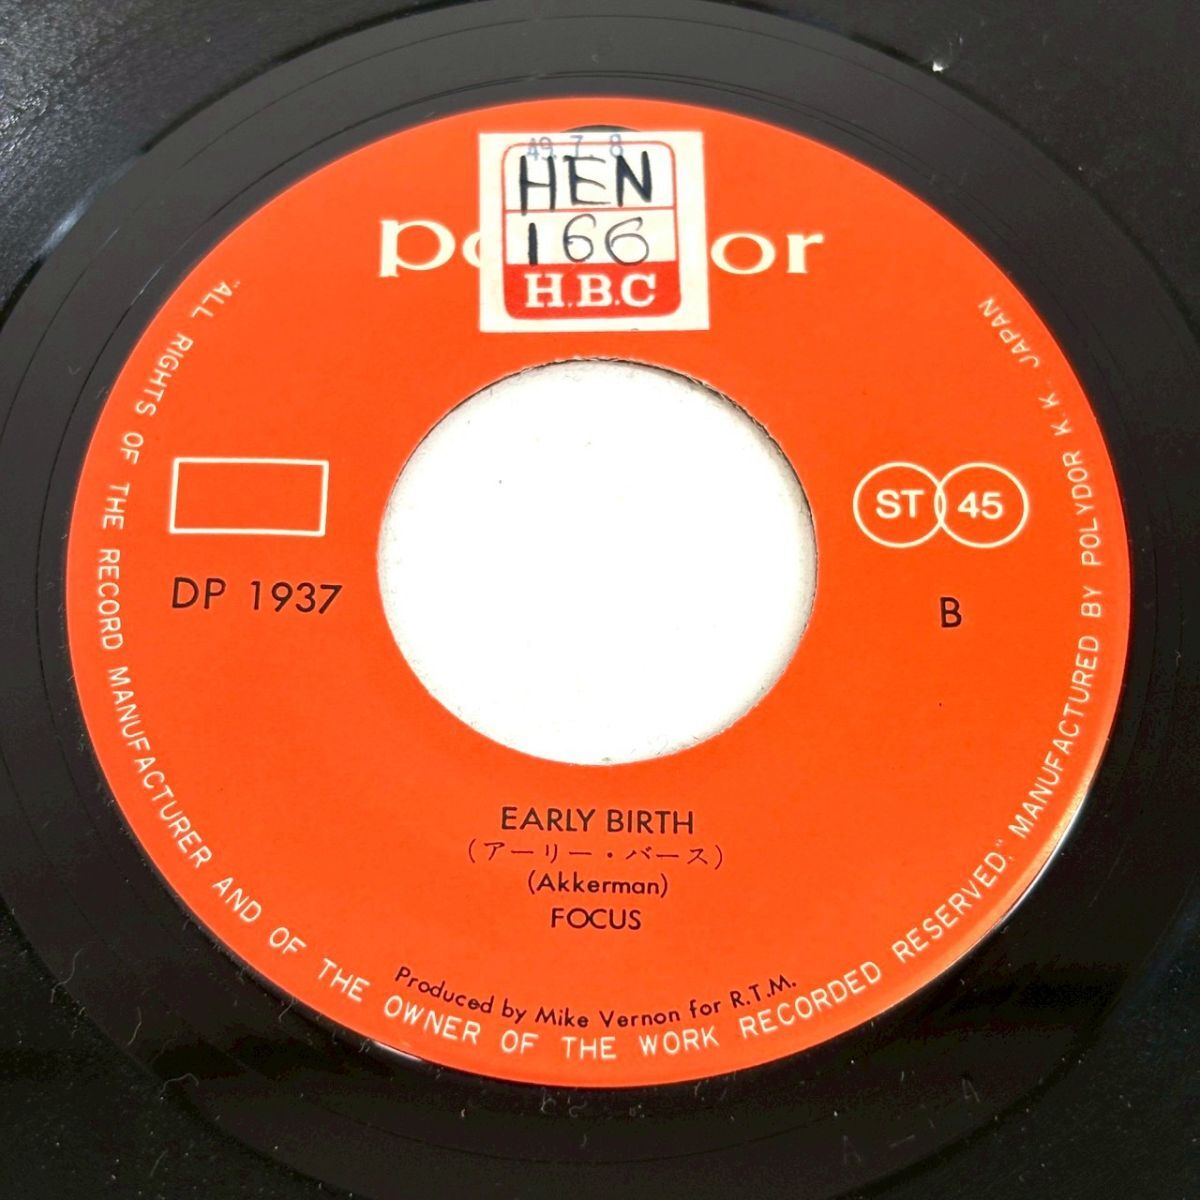 49.7.8
HEN
166
H.B.C
ST 45
DP 1937
B
EARLY BIRTH
(アーリー・バース)
(Akkerman)
FOCUS
Produced by Mike Vernon for R.T.M.
"ALL RIGHTS OF THE RECORD MANUFACTURER AND OF THE OWNER OF THE WORK RECORDED RESERVED." MANUFACTURED BY POLYDOR K.K. JAPAN